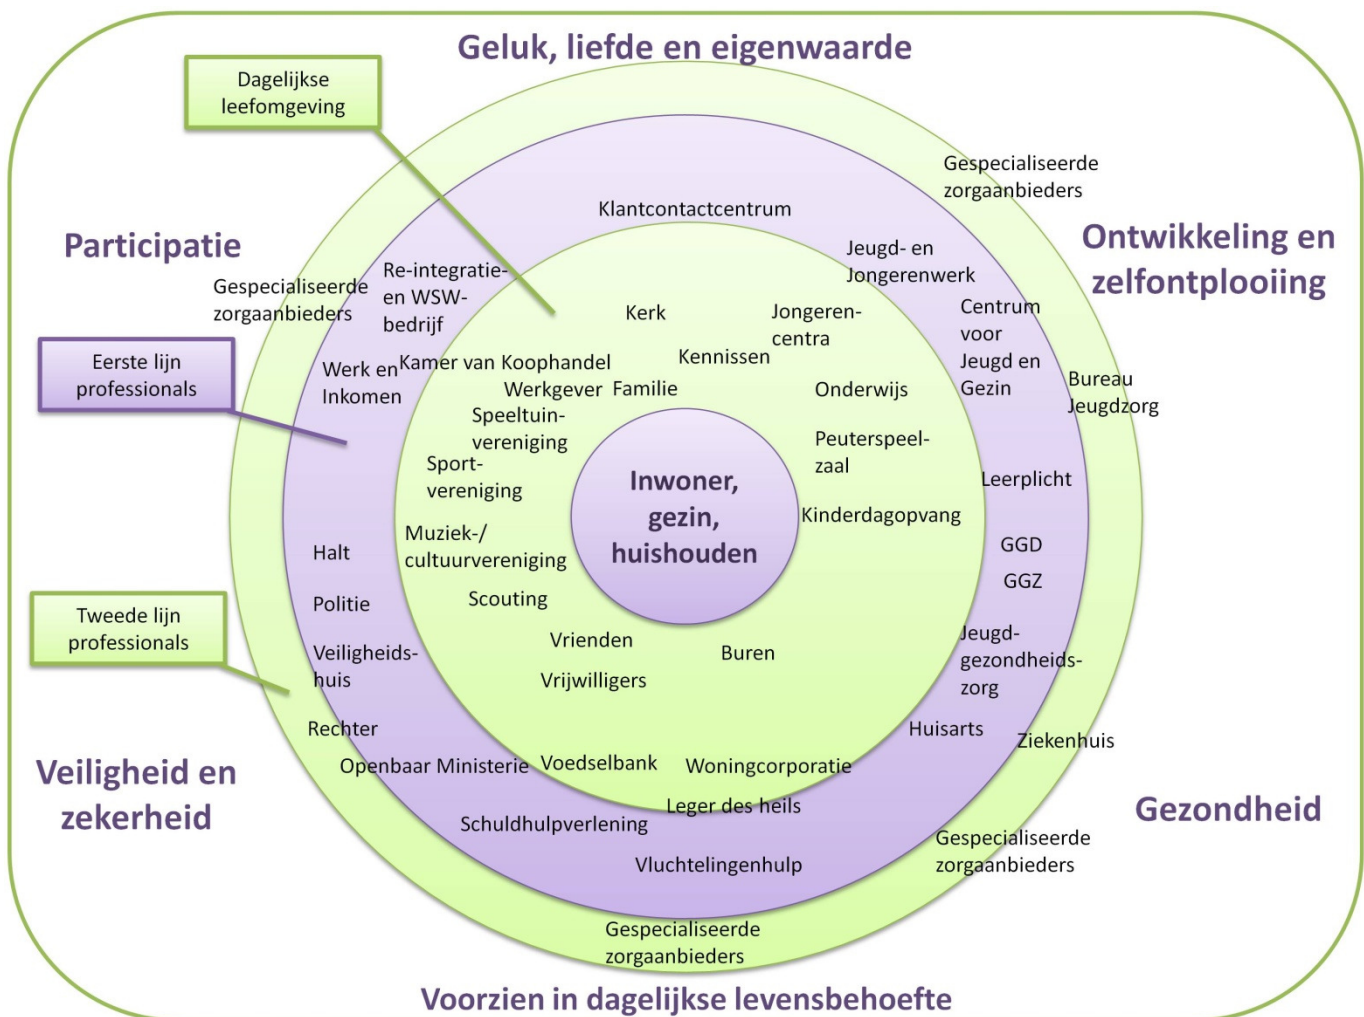 Geluk, liefde en eigenwaarde
Dagelijkse
leefomgeving
Gespecialiseerde
zorgaanbieders
Klantcontactcentrum
Participatie
Ontwikkeling en
zelfontplooiing
Jeugd- en
Jongerenwerk
Re-integratie-
en WSW-
bedrijf
Gespecialiseerde
zorgaanbieders
Kerk
Jongeren-
centra
Centrum
voor
Jeugd en
Gezin
Eerste lijn
professionals
Werk en
Inkomen
Kamer van Koophandel
Kennissen
Werkgever
Familie
Onderwijs
Bureau
Jeugdzorg
Speeltuin-
vereniging
Peuterspeel-
zaal
Sport-
vereniging
Inwoner,
gezin,
huishouden
Leerplicht
Kinderdagopvang
Muziek-/
cultuurvereniging
Halt
GGD
GGZ
Scouting
Politie
Tweede lijn
professionals
Vrienden
Buren
Jeugd-
gezondheids-
zorg
Veiligheids-
huis
Vrijwilligers
Rechter
Huisarts
Ziekenhuis
Openbaar Ministerie
Voedselbank
Woningcorporatie
Veiligheid en
zekerheid
Leger des heils
Gezondheid
Schuldhulpverlening
Gespecialiseerde
zorgaanbieders
Vluchtelingenhulp
Gespecialiseerde
zorgaanbieders
Voorzien in dagelijkse levensbehoefte